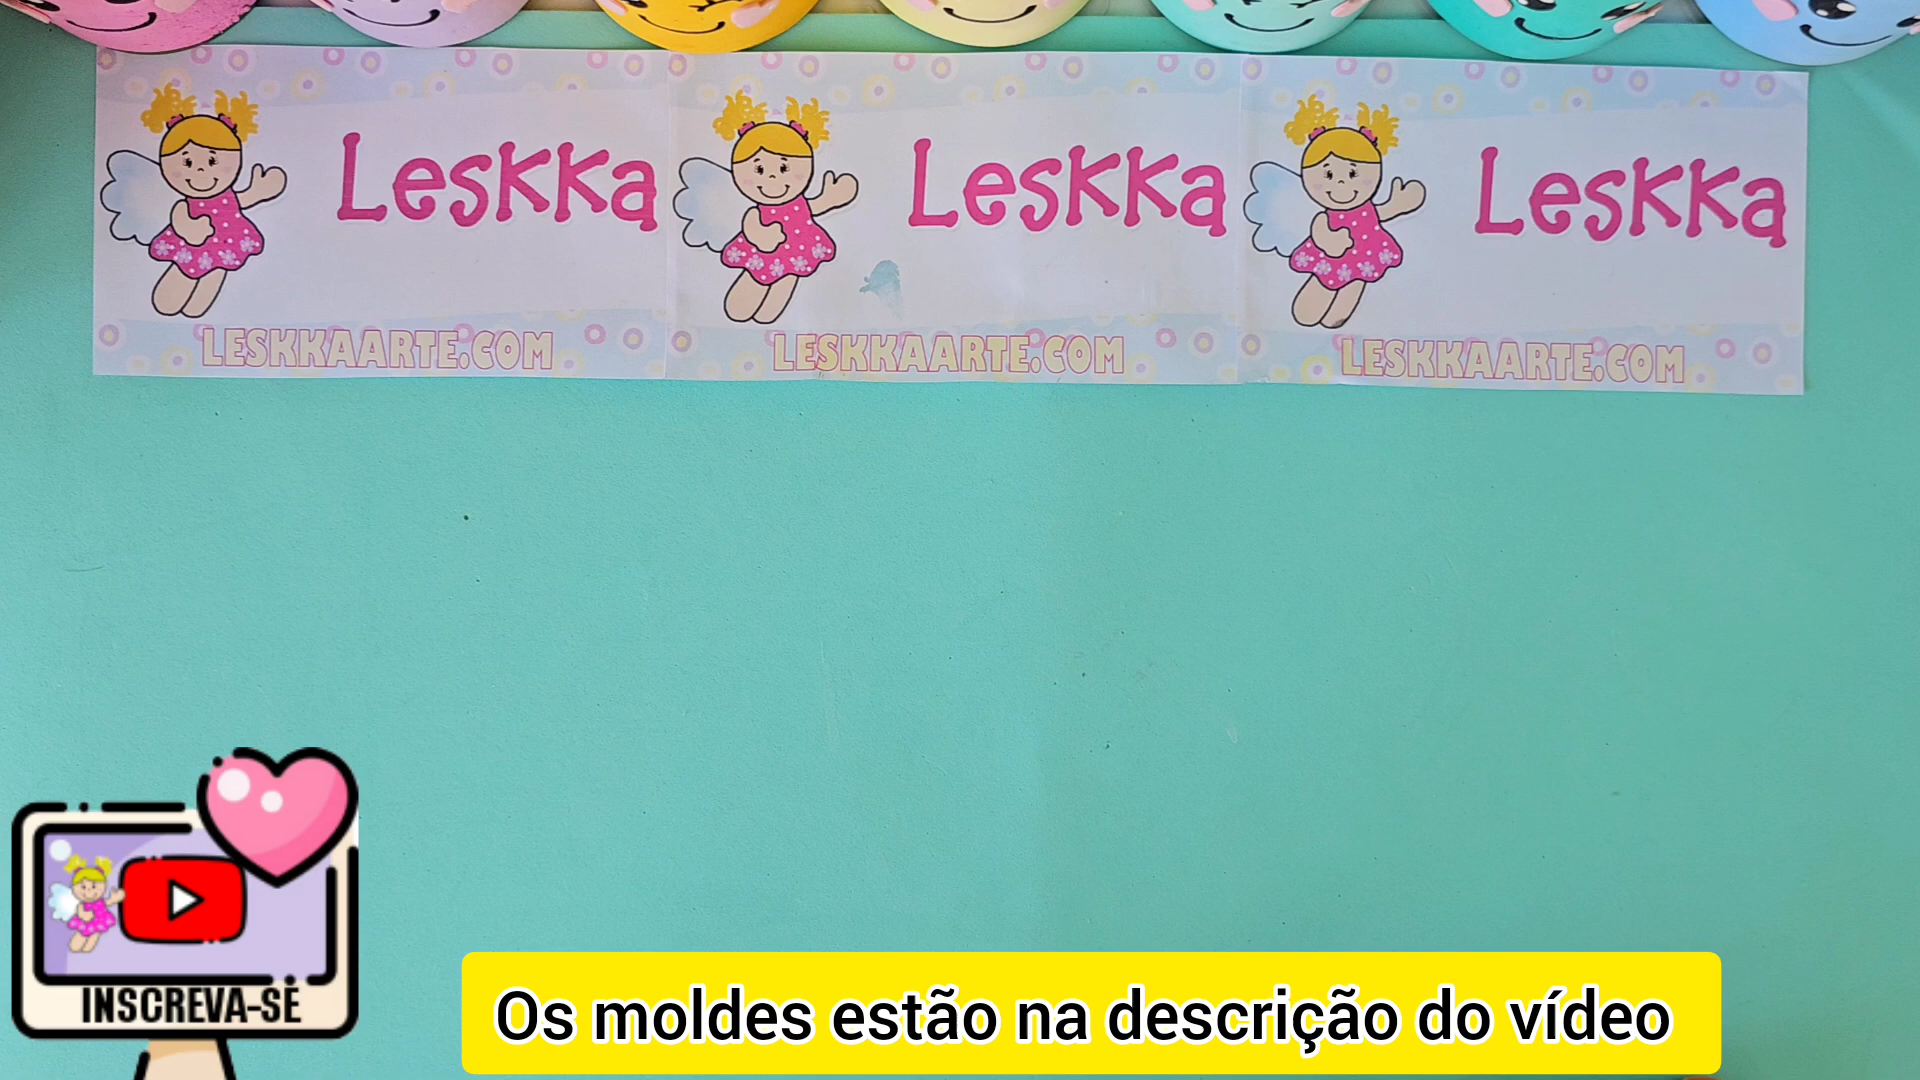 Leskka Leskka Leskka
LESKKAARTE.COM LESKKAARTE.COM LESKKAARTE.COM
INSCREVA-SE
Os moldes estão na descrição do vídeo